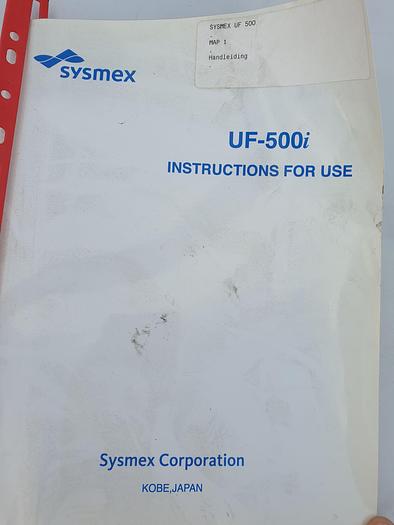 SYSMEX UF 500
-
MAP 1
-
Handleiding
-
sysmex
UF-500i
INSTRUCTIONS FOR USE
Sysmex Corporation
KOBE,JAPAN